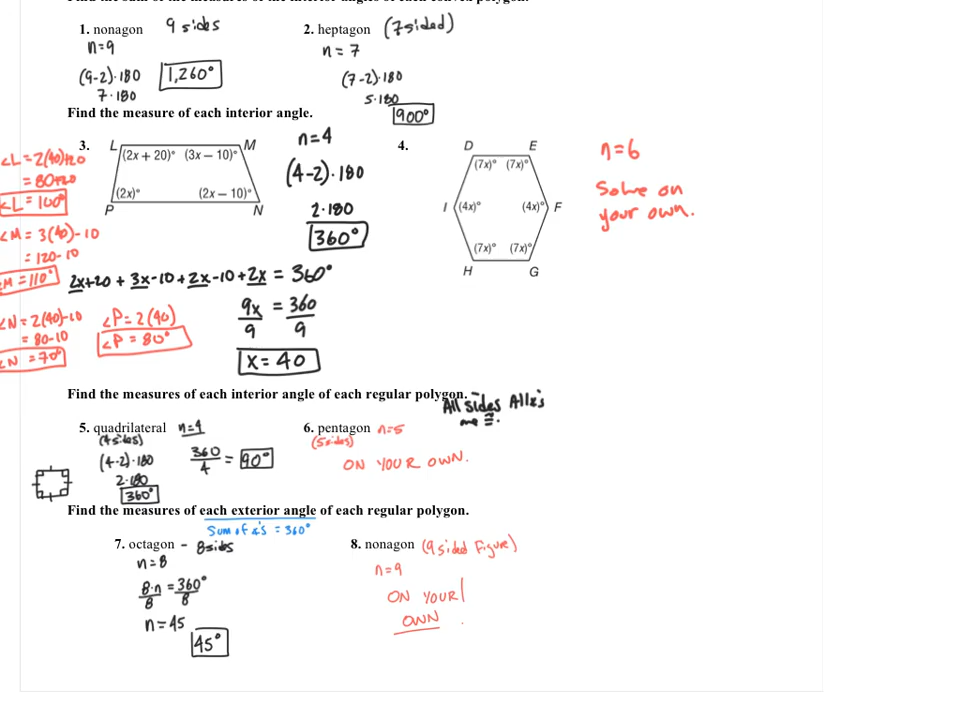 1. nonagon 9 sides
n=9
(9-2)·180 1,260°
7·180
2. heptagon (7sided)
n = 7
(7-2)·180
5·180
900°
Find the measure of each interior angle.
3.
L M
(2x + 20)° (3x – 10)°
(2x)° (2x – 10)°
P N
n=4
(4-2)·180
2·180
360°
∠L = 2(40)+20
= 80+20
∠L = 100°
∠M = 3(40)-10
= 120-10
∠M = 110°
2x+20 + 3x-10+2x-10+2x = 360°
9x = 360
9 9
x = 40
∠N = 2(40)-10
= 80-10
∠N = 70°
∠P = 2(40)
∠P = 80°
4.
D E
(7x)° (7x)°
I (4x)° (4x)° F
(7x)° (7x)°
H G
n=6
Solve on
your own.
Find the measures of each interior angle of each regular polygon.
All sides All ∠'s
are ≅.
5. quadrilateral n=4
(4 sides)
(4-2)·180
2·180
360°
360 = 90°
4
6. pentagon n=5
(5 sides)
ON YOUR OWN.
Find the measures of each exterior angle of each regular polygon.
Sum of ∠'s = 360°
7. octagon - 8 sides
n=8
8·n = 360°
8 8
n = 45
45°
8. nonagon (9 sided Figure)
n=9
ON YOUR
OWN